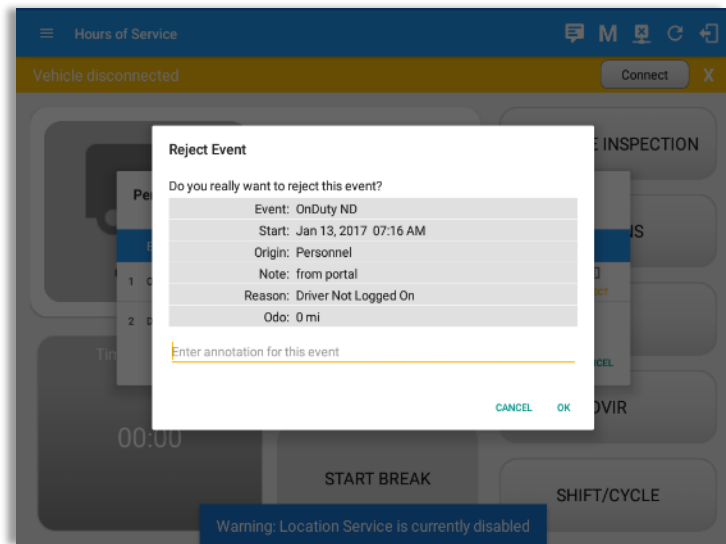 Hours of Service
M
Vehicle disconnected
Connect
X
INSPECTION
Reject Event
Do you really want to reject this event?
Event: OnDuty ND
Start: Jan 13, 2017 07:16 AM
Origin: Personnel
Note: from portal
Reason: Driver Not Logged On
Odo: 0 mi
Enter annotation for this event
CANCEL
OK
1
2
00:00
START BREAK
SHIFT/CYCLE
Warning: Location Service is currently disabled